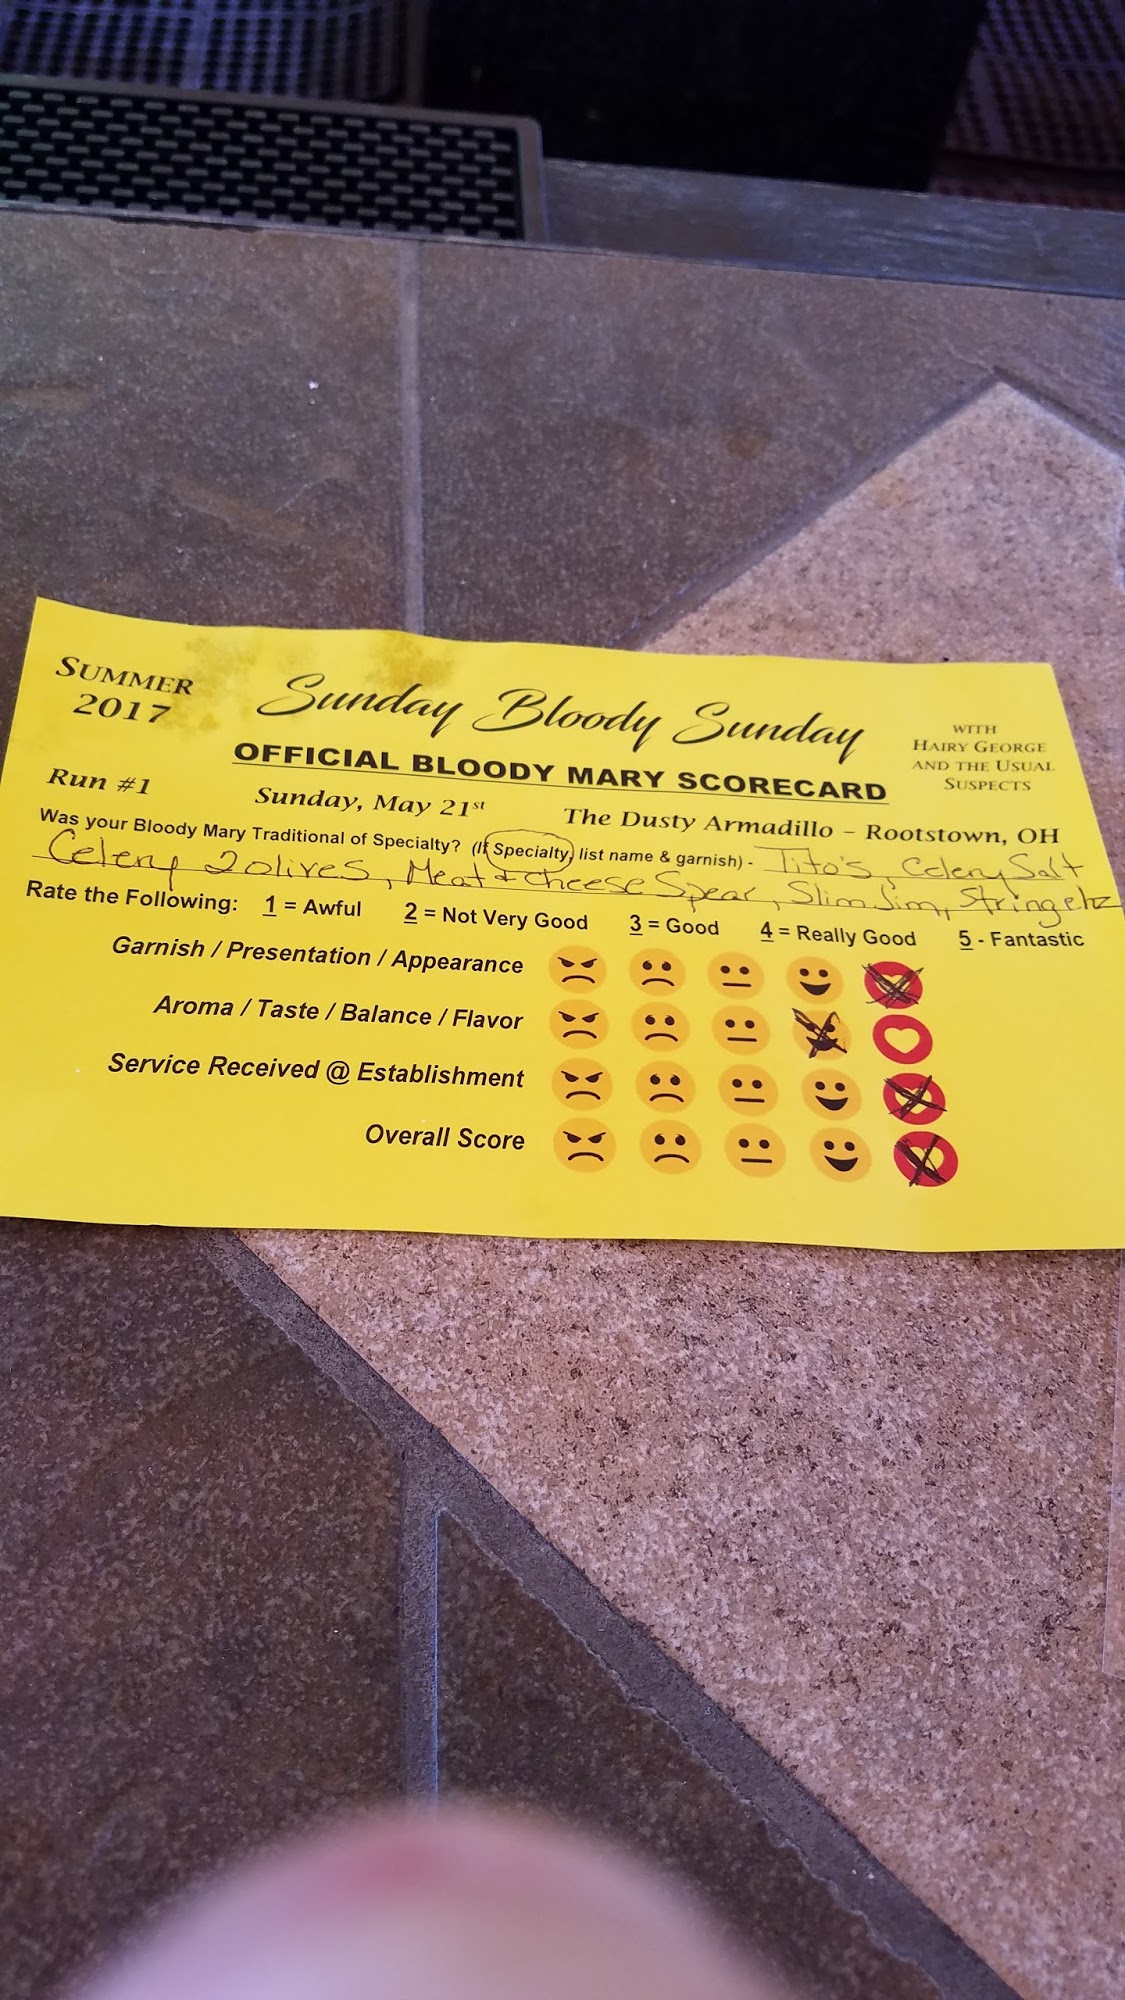 SUMMER
2017
Sunday Bloody Sunday
WITH
HAIRY GEORGE
AND THE USUAL
SUSPECTS
OFFICIAL BLOODY MARY SCORECARD
Run #1 Sunday, May 21st The Dusty Armadillo – Rootstown, OH
Was your Bloody Mary Traditional of Specialty? (If Specialty, list name & garnish) - Tito's, Celery Salt
Celery 2 olives, Meat & Cheese Spear, Slim Jim, String chz
Rate the Following: 1 = Awful 2 = Not Very Good 3 = Good 4 = Really Good 5 - Fantastic
Garnish / Presentation / Appearance
Aroma / Taste / Balance / Flavor
Service Received @ Establishment
Overall Score